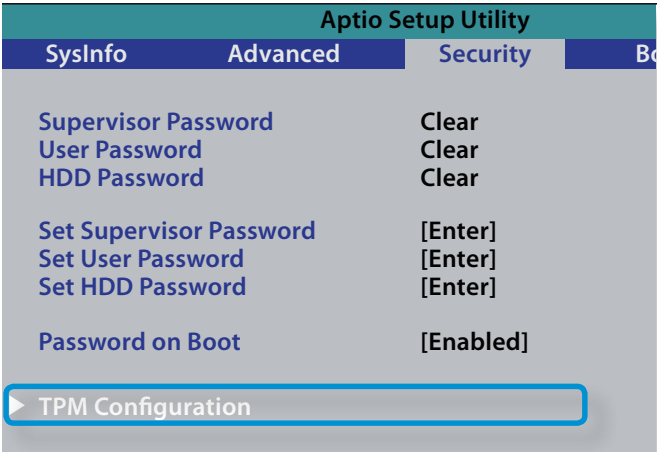 Aptio Setup Utility
SysInfo Advanced Security Bo
Supervisor Password Clear
User Password Clear
HDD Password Clear
Set Supervisor Password [Enter]
Set User Password [Enter]
Set HDD Password [Enter]
Password on Boot [Enabled]
TPM Configuration